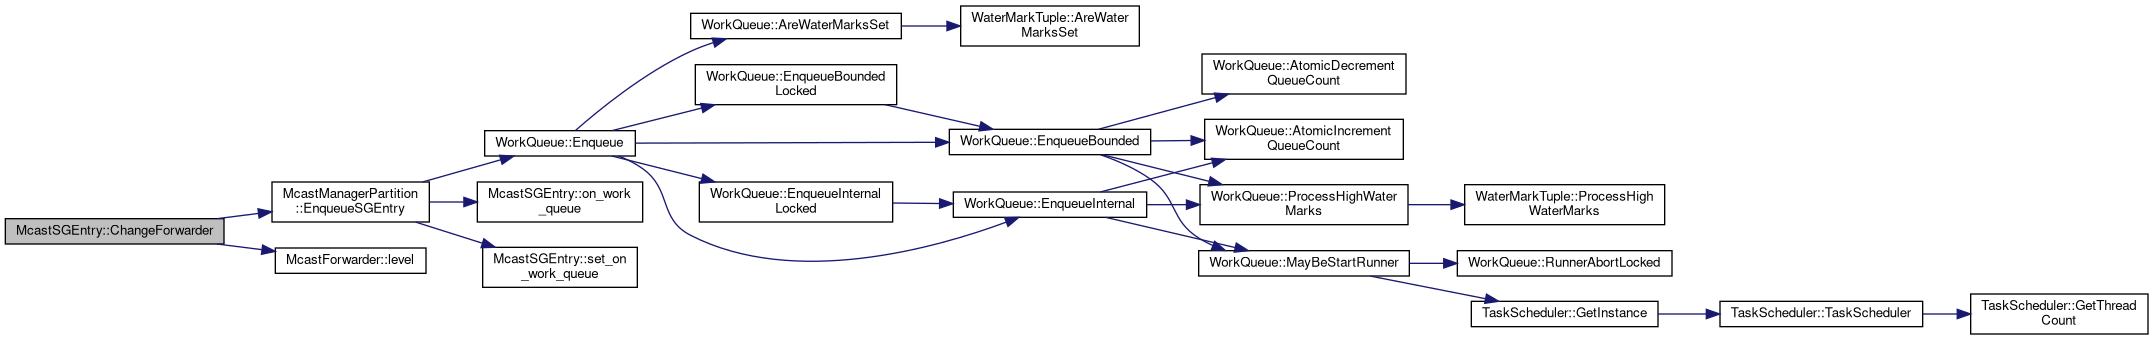 McastSGEntry::ChangeForwarder
McastManagerPartition
::EnqueueSGEntry
McastForwarder::level
WorkQueue::Enqueue
McastSGEntry::on_work
_queue
McastSGEntry::set_on
_work_queue
WorkQueue::AreWaterMarksSet
WorkQueue::EnqueueBounded
Locked
WorkQueue::EnqueueInternal
Locked
WaterMarkTuple::AreWater
MarksSet
WorkQueue::EnqueueBounded
WorkQueue::EnqueueInternal
WorkQueue::AtomicDecrement
QueueCount
WorkQueue::AtomicIncrement
QueueCount
WorkQueue::ProcessHighWater
Marks
WorkQueue::MayBeStartRunner
WaterMarkTuple::ProcessHigh
WaterMarks
WorkQueue::RunnerAbortLocked
TaskScheduler::GetInstance
TaskScheduler::TaskScheduler
TaskScheduler::GetThread
Count